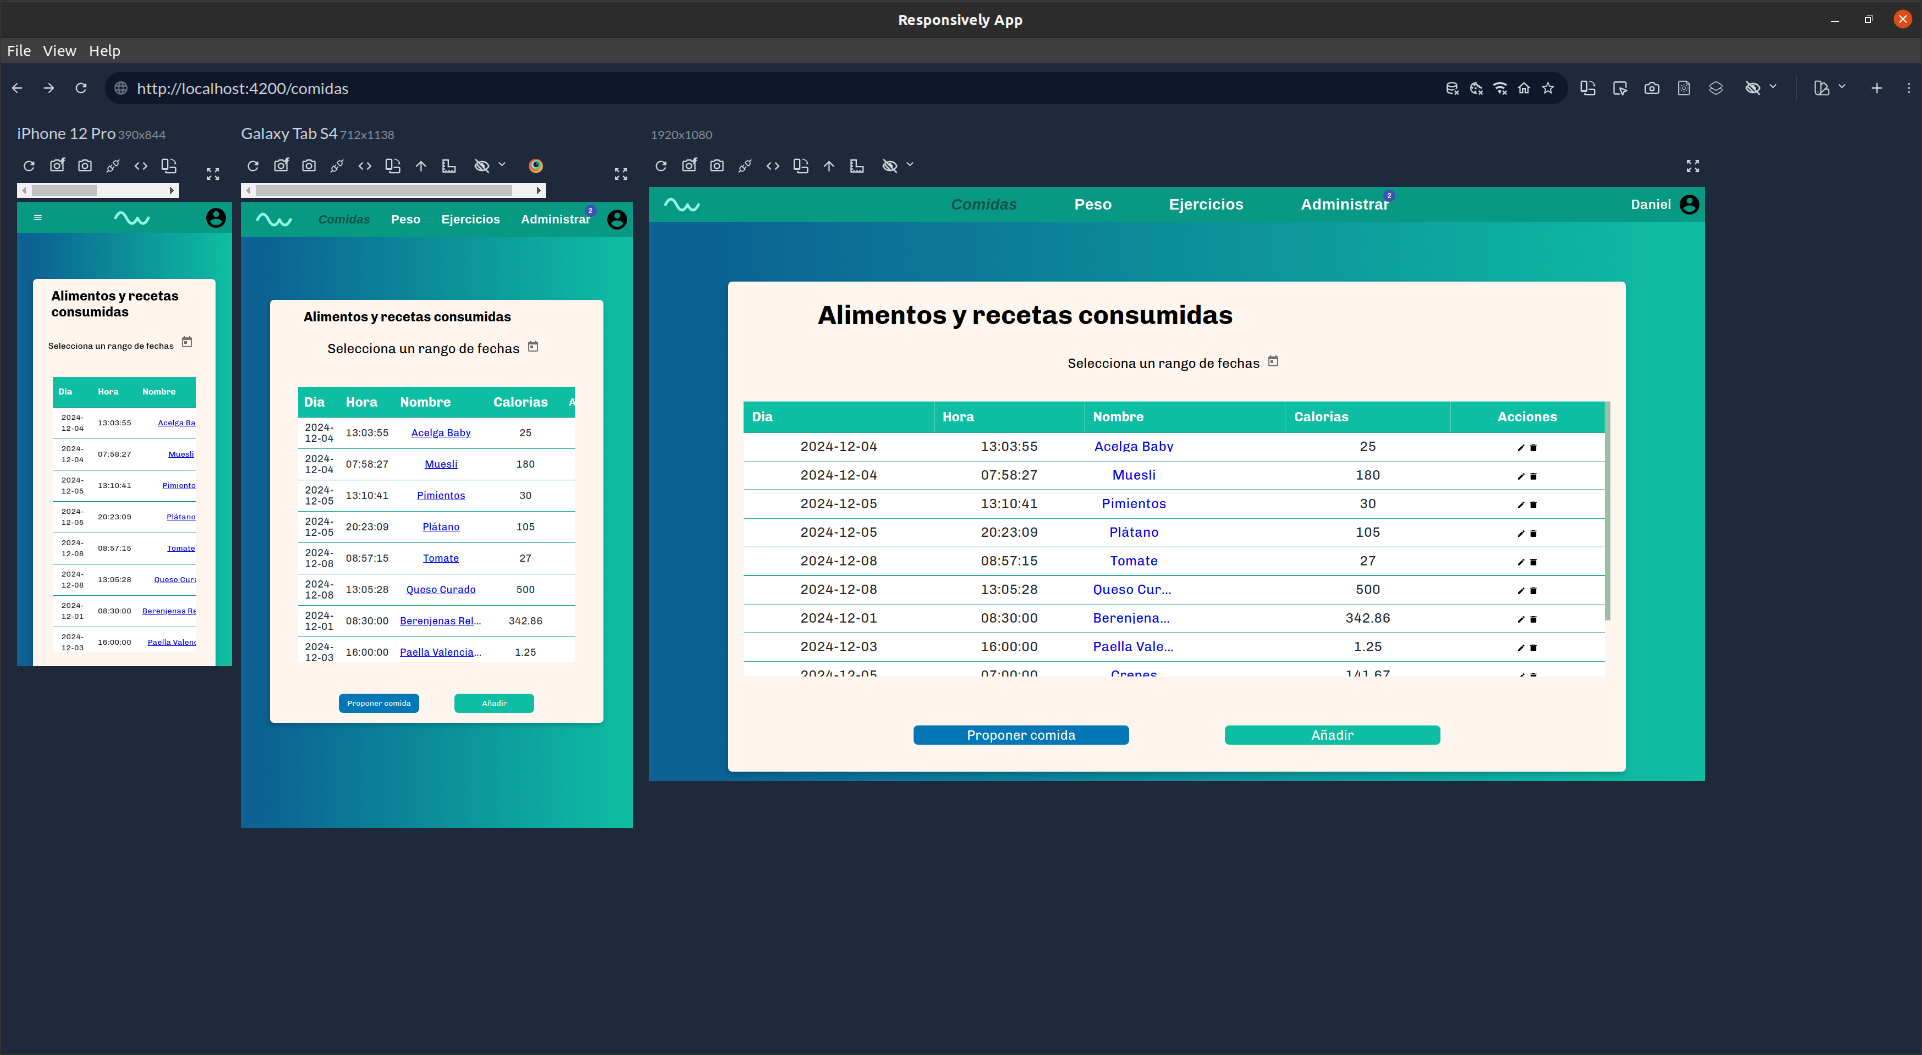 Responsively App
File View Help
http://localhost:4200/comidas
iPhone 12 Pro 390x844
Alimentos y recetas
consumidas
Selecciona un rango de fechas
Dia Hora Nombre
2024-12-04 13:03:55 Acelga Ba
2024-12-04 07:58:27 Muesli
2024-12-05 13:10:41 Pimiento
2024-12-05 20:23:09 Plátano
2024-12-08 08:57:15 Tomate
2024-12-08 13:05:28 Queso Cura
2024-12-01 08:30:00 Berenjenas Re
2024-12-03 16:00:00 Paella Valenc
Galaxy Tab S4 712x1138
Comidas Peso Ejercicios Administrar 2
Alimentos y recetas consumidas
Selecciona un rango de fechas
Dia Hora Nombre Calorias A
2024-12-04 13:03:55 Acelga Baby 25
2024-12-04 07:58:27 Muesli 180
2024-12-05 13:10:41 Pimientos 30
2024-12-05 20:23:09 Plátano 105
2024-12-08 08:57:15 Tomate 27
2024-12-08 13:05:28 Queso Curado 500
2024-12-01 08:30:00 Berenjenas Rel... 342.86
2024-12-03 16:00:00 Paella Valencia... 1.25
Proponer comida Añadir
1920x1080
Comidas Peso Ejercicios Administrar 2 Daniel
Alimentos y recetas consumidas
Selecciona un rango de fechas
Dia Hora Nombre Calorias Acciones
2024-12-04 13:03:55 Acelga Baby 25
2024-12-04 07:58:27 Muesli 180
2024-12-05 13:10:41 Pimientos 30
2024-12-05 20:23:09 Plátano 105
2024-12-08 08:57:15 Tomate 27
2024-12-08 13:05:28 Queso Cur... 500
2024-12-01 08:30:00 Berenjena... 342.86
2024-12-03 16:00:00 Paella Vale... 1.25
2024-12-05 07:00:00 Crepes 141.67
Proponer comida Añadir